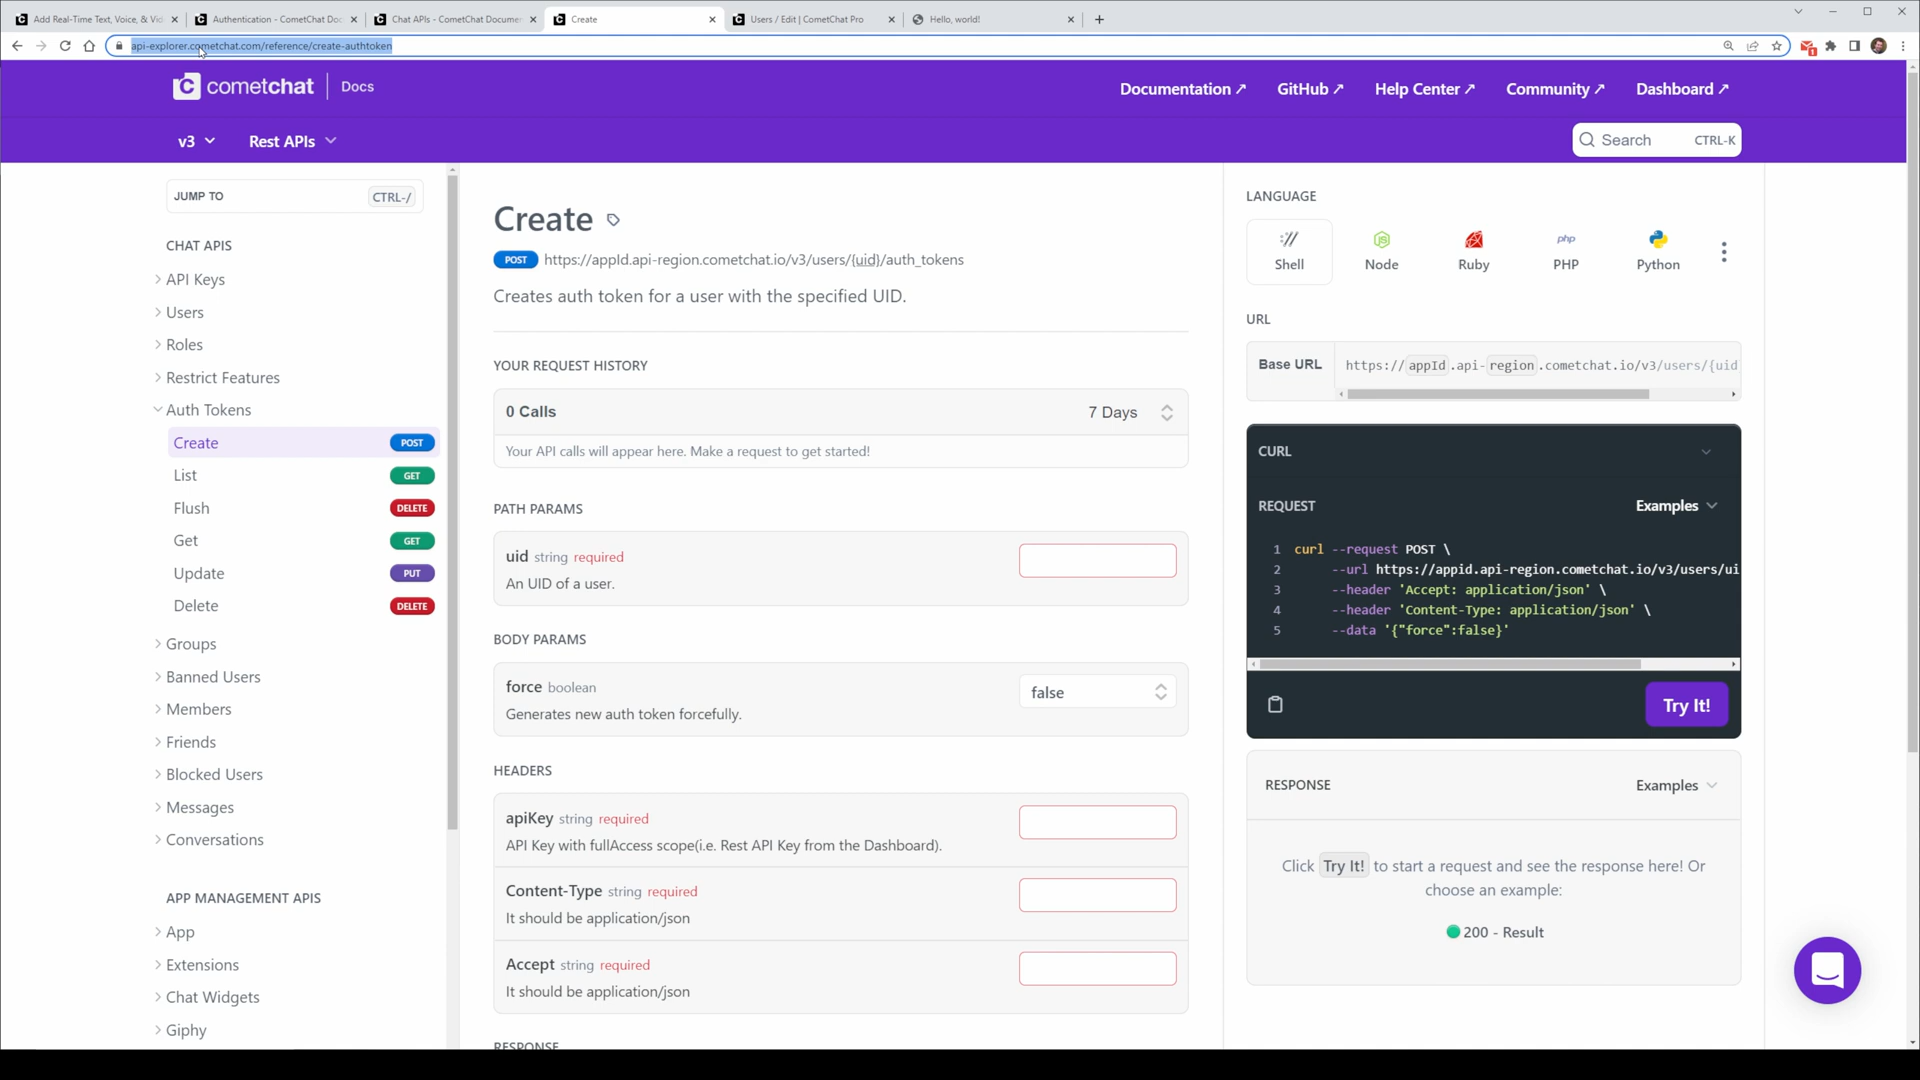 Add Real-Time Text, Voice, & Vid
Authentication - CometChat Doc
Chat APIs - CometChat Docume
Create
Users / Edit | CometChat Pro
Hello, world!
api-explorer.cometchat.com/reference/create-authtoken
cometchat
Docs
Documentation
GitHub
Help Center
Community
Dashboard
v3
Rest APIs
Search
CTRL-K
JUMP TO
CTRL-/
CHAT APIS
API Keys
Users
Roles
Restrict Features
Auth Tokens
Create POST
List GET
Flush DELETE
Get GET
Update PUT
Delete DELETE
Groups
Banned Users
Members
Friends
Blocked Users
Messages
Conversations
APP MANAGEMENT APIS
App
Extensions
Chat Widgets
Giphy
Create
POST https://appId.api-region.cometchat.io/v3/users/{uid}/auth_tokens
Creates auth token for a user with the specified UID.
YOUR REQUEST HISTORY
0 Calls
7 Days
Your API calls will appear here. Make a request to get started!
PATH PARAMS
uid string required
An UID of a user.
BODY PARAMS
force boolean
false
Generates new auth token forcefully.
HEADERS
apiKey string required
API Key with fullAccess scope(i.e. Rest API Key from the Dashboard).
Content-Type string required
It should be application/json
Accept string required
It should be application/json
RESPONSE
LANGUAGE
Shell
Node
Ruby
php
PHP
Python
URL
Base URL
https://appId.api-region.cometchat.io/v3/users/{uid
CURL
REQUEST
Examples
1 curl --request POST \
2 --url https://appid.api-region.cometchat.io/v3/users/ui
3 --header 'Accept: application/json' \
4 --header 'Content-Type: application/json' \
5 --data '{"force":false}'
Try It!
RESPONSE
Examples
Click Try It! to start a request and see the response here! Or
choose an example:
200 - Result